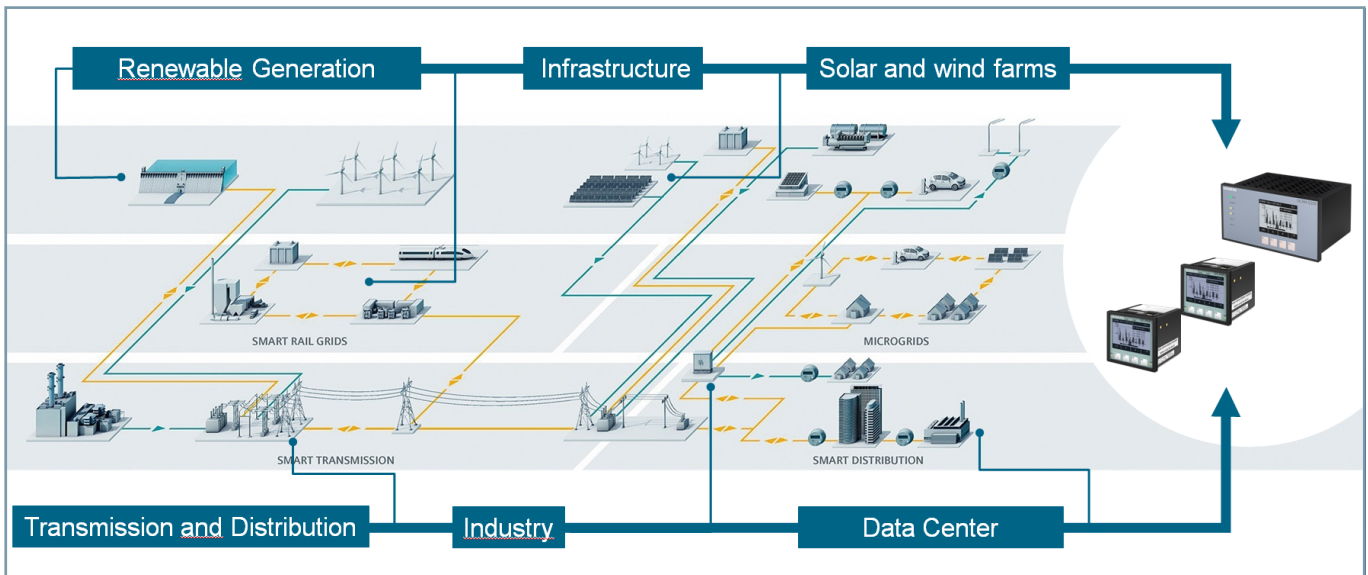 Renewable Generation
Infrastructure
Solar and wind farms
SMART RAIL GRIDS
MICROGRIDS
SMART TRANSMISSION
SMART DISTRIBUTION
Transmission and Distribution
Industry
Data Center